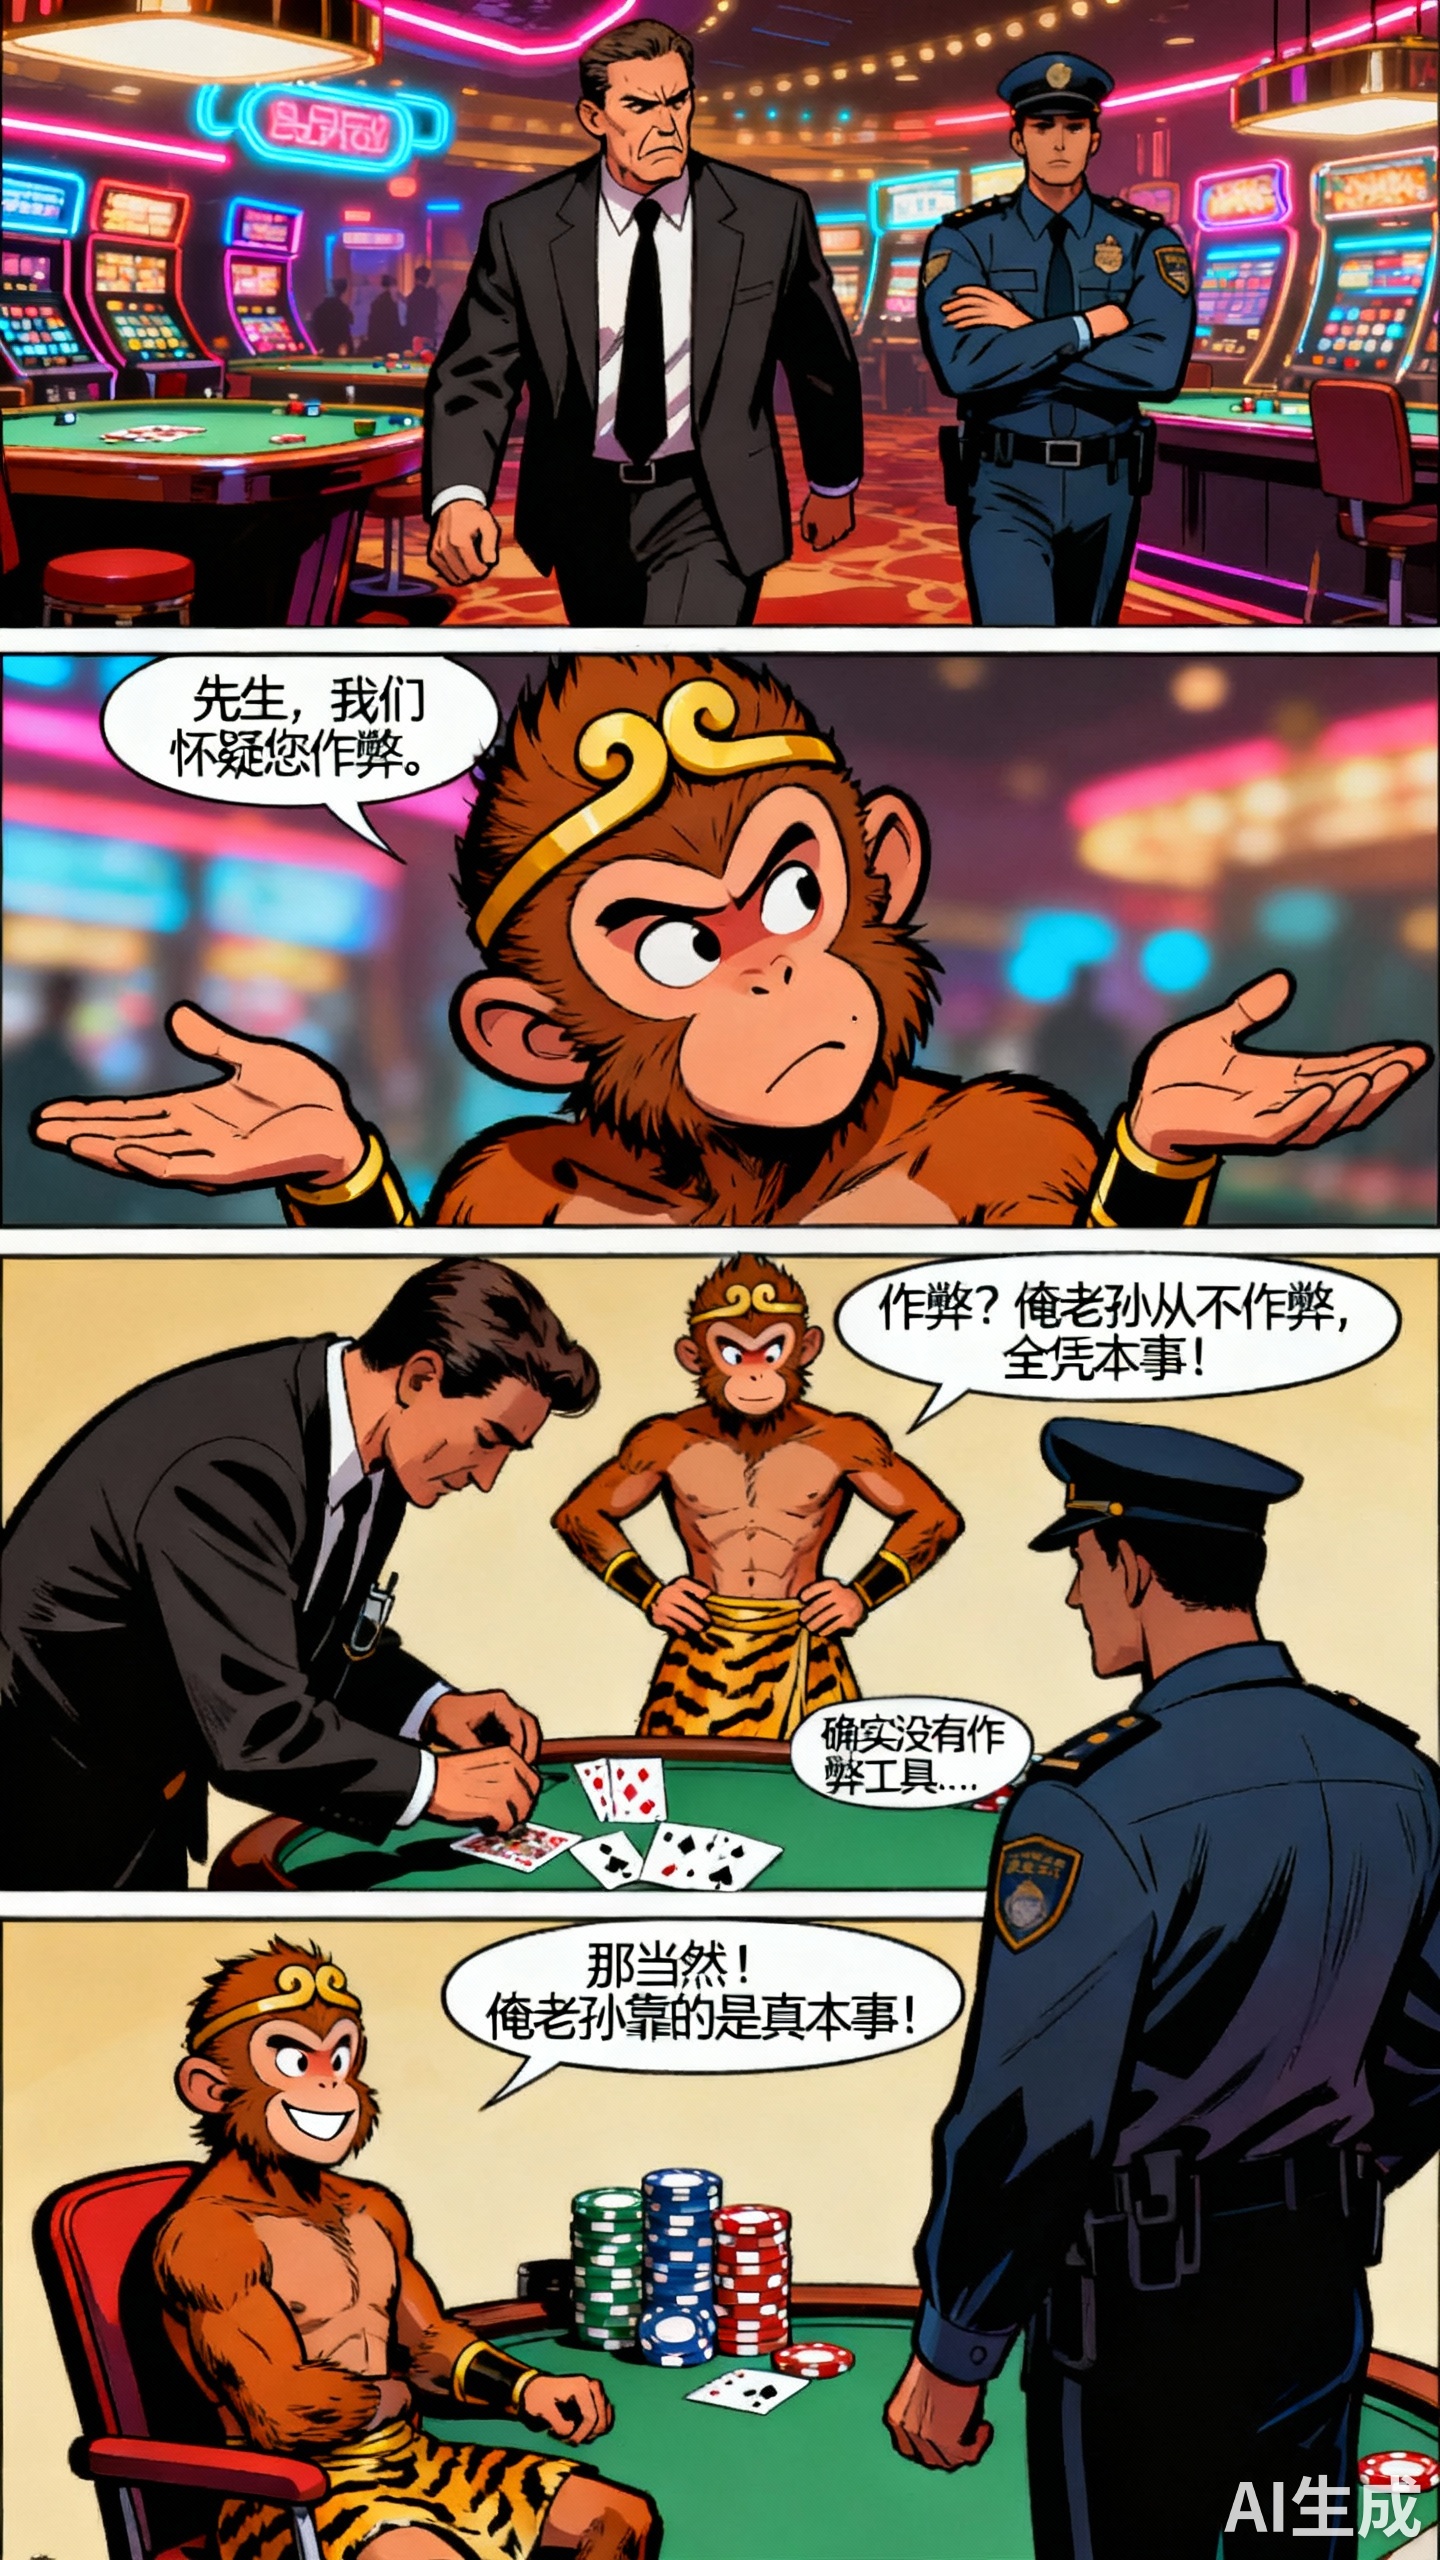 先生，我们
怀疑您作弊。
作弊？俺老孙从不作弊，
全凭本事！
确实没有作
弊工具....
那当然！
俺老孙靠的是真本事！
AI生成